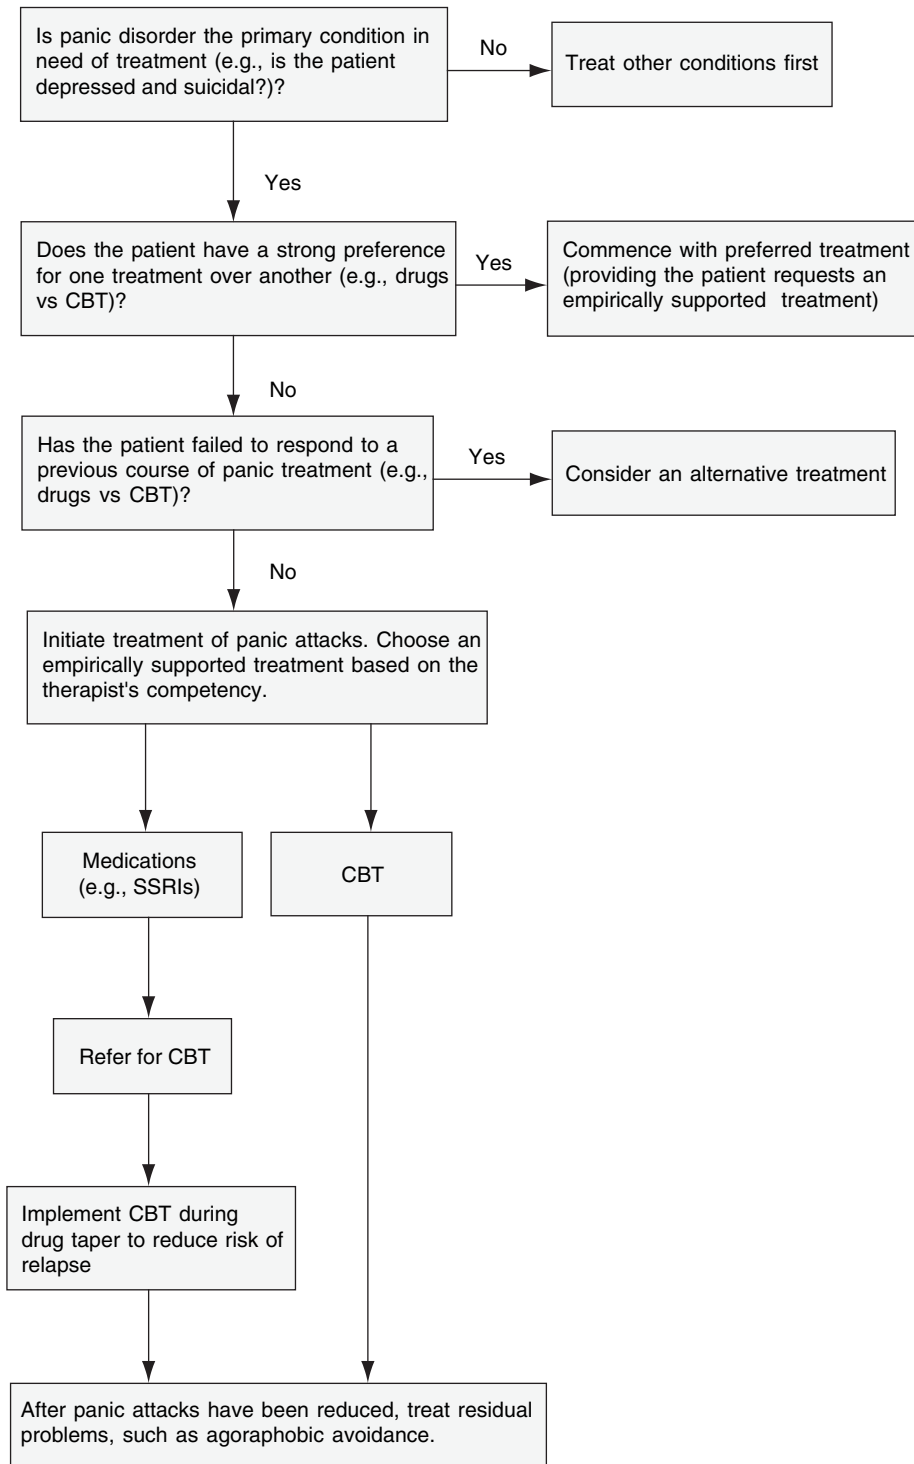 Is panic disorder the primary condition in
need of treatment (e.g., is the patient
depressed and suicidal?)?
No
Treat other conditions first
Yes
Does the patient have a strong preference
for one treatment over another (e.g., drugs
vs CBT)?
Yes
Commence with preferred treatment
(providing the patient requests an
empirically supported treatment)
No
Has the patient failed to respond to a
previous course of panic treatment (e.g.,
drugs vs CBT)?
Yes
Consider an alternative treatment
No
Initiate treatment of panic attacks. Choose an
empirically supported treatment based on the
therapist's competency.
Medications
(e.g., SSRIs)
CBT
Refer for CBT
Implement CBT during
drug taper to reduce risk of
relapse
After panic attacks have been reduced, treat residual
problems, such as agoraphobic avoidance.